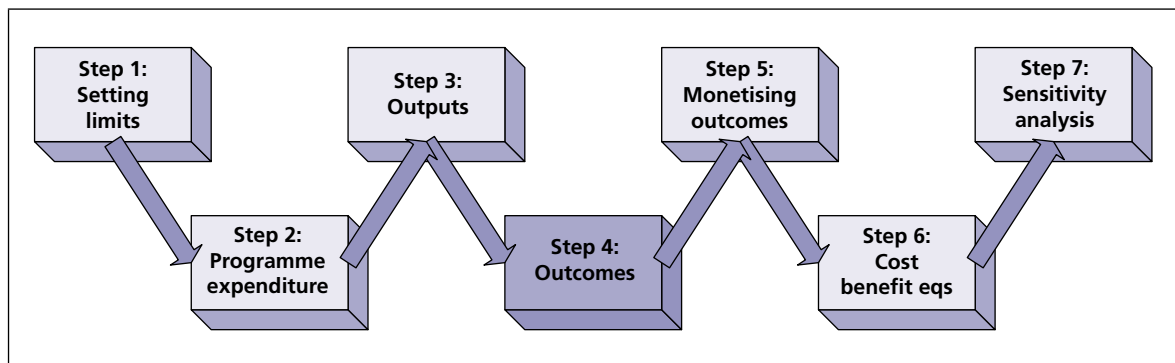 Step 1:
Setting
limits
Step 2:
Programme
expenditure
Step 3:
Outputs
Step 4:
Outcomes
Step 5:
Monetising
outcomes
Step 6:
Cost
benefit eqs
Step 7:
Sensitivity
analysis